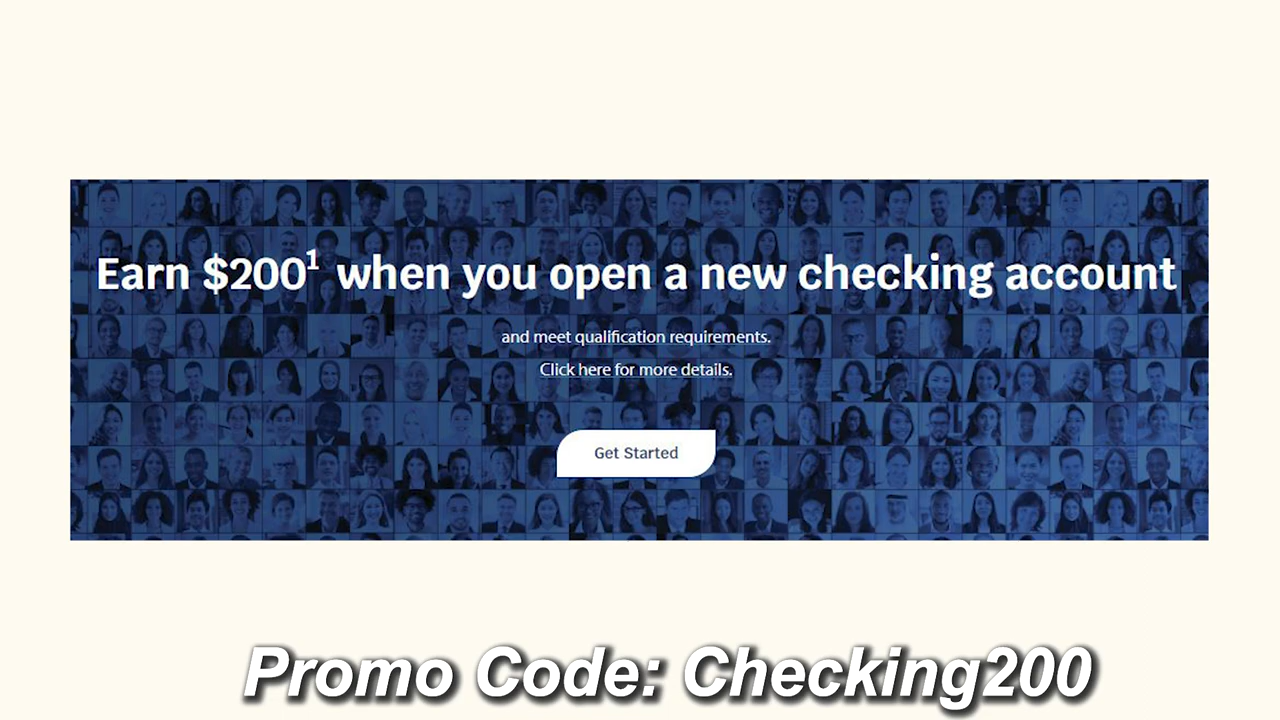 Earn $200¹ when you open a new checking account
and meet qualification requirements.
Click here for more details.
Get Started
Promo Code: Checking200